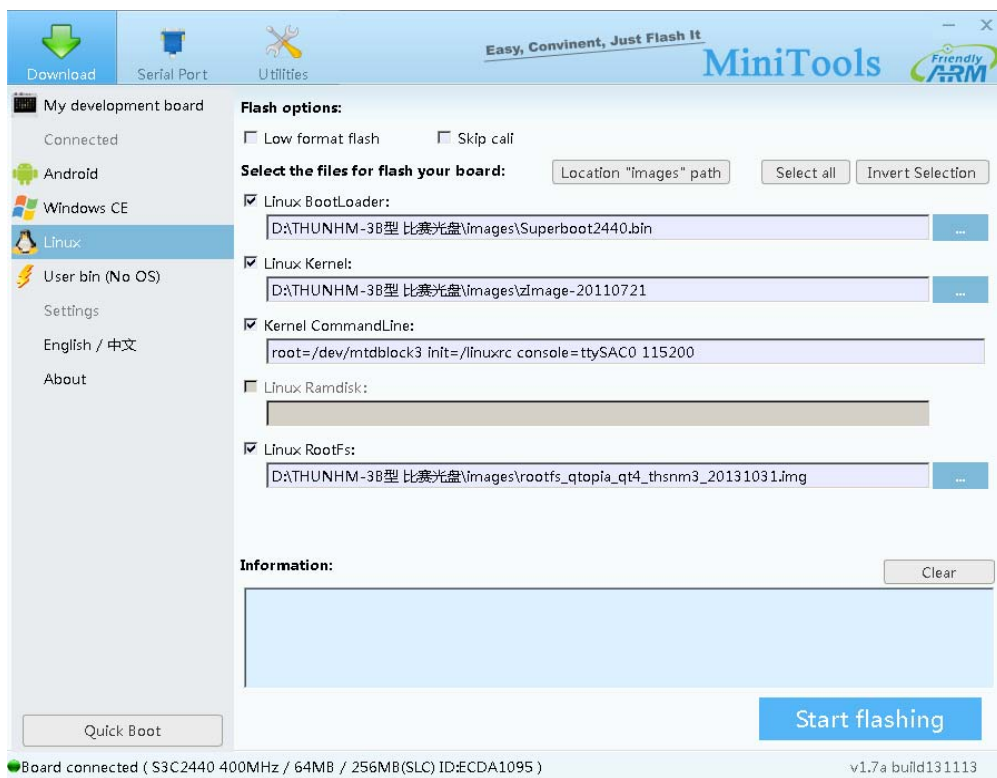 Easy, Convinent, Just Flash It
MiniTools
Friendly
ARM
Download
Serial Port
Utilities
My development board
Connected
Android
Windows CE
Linux
User bin (No OS)
Settings
English / 中文
About
Quick Boot
Flash options:
Low format flash
Skip cali
Select the files for flash your board:
Location "images" path
Select all
Invert Selection
Linux BootLoader:
D:\THUNHM-3B型 比赛光盘\images\Superboot2440.bin
...
Linux Kernel:
D:\THUNHM-3B型 比赛光盘\images\zImage-20110721
...
Kernel CommandLine:
root=/dev/mtdblock3 init=/linuxrc console=ttySAC0 115200
Linux Ramdisk:
Linux RootFs:
D:\THUNHM-3B型 比赛光盘\images\rootfs_qtopia_qt4_thsnm3_20131031.img
...
Information:
Clear
Start flashing
Board connected ( S3C2440 400MHz / 64MB / 256MB(SLC) ID:ECDA1095 )
v1.7a build131113